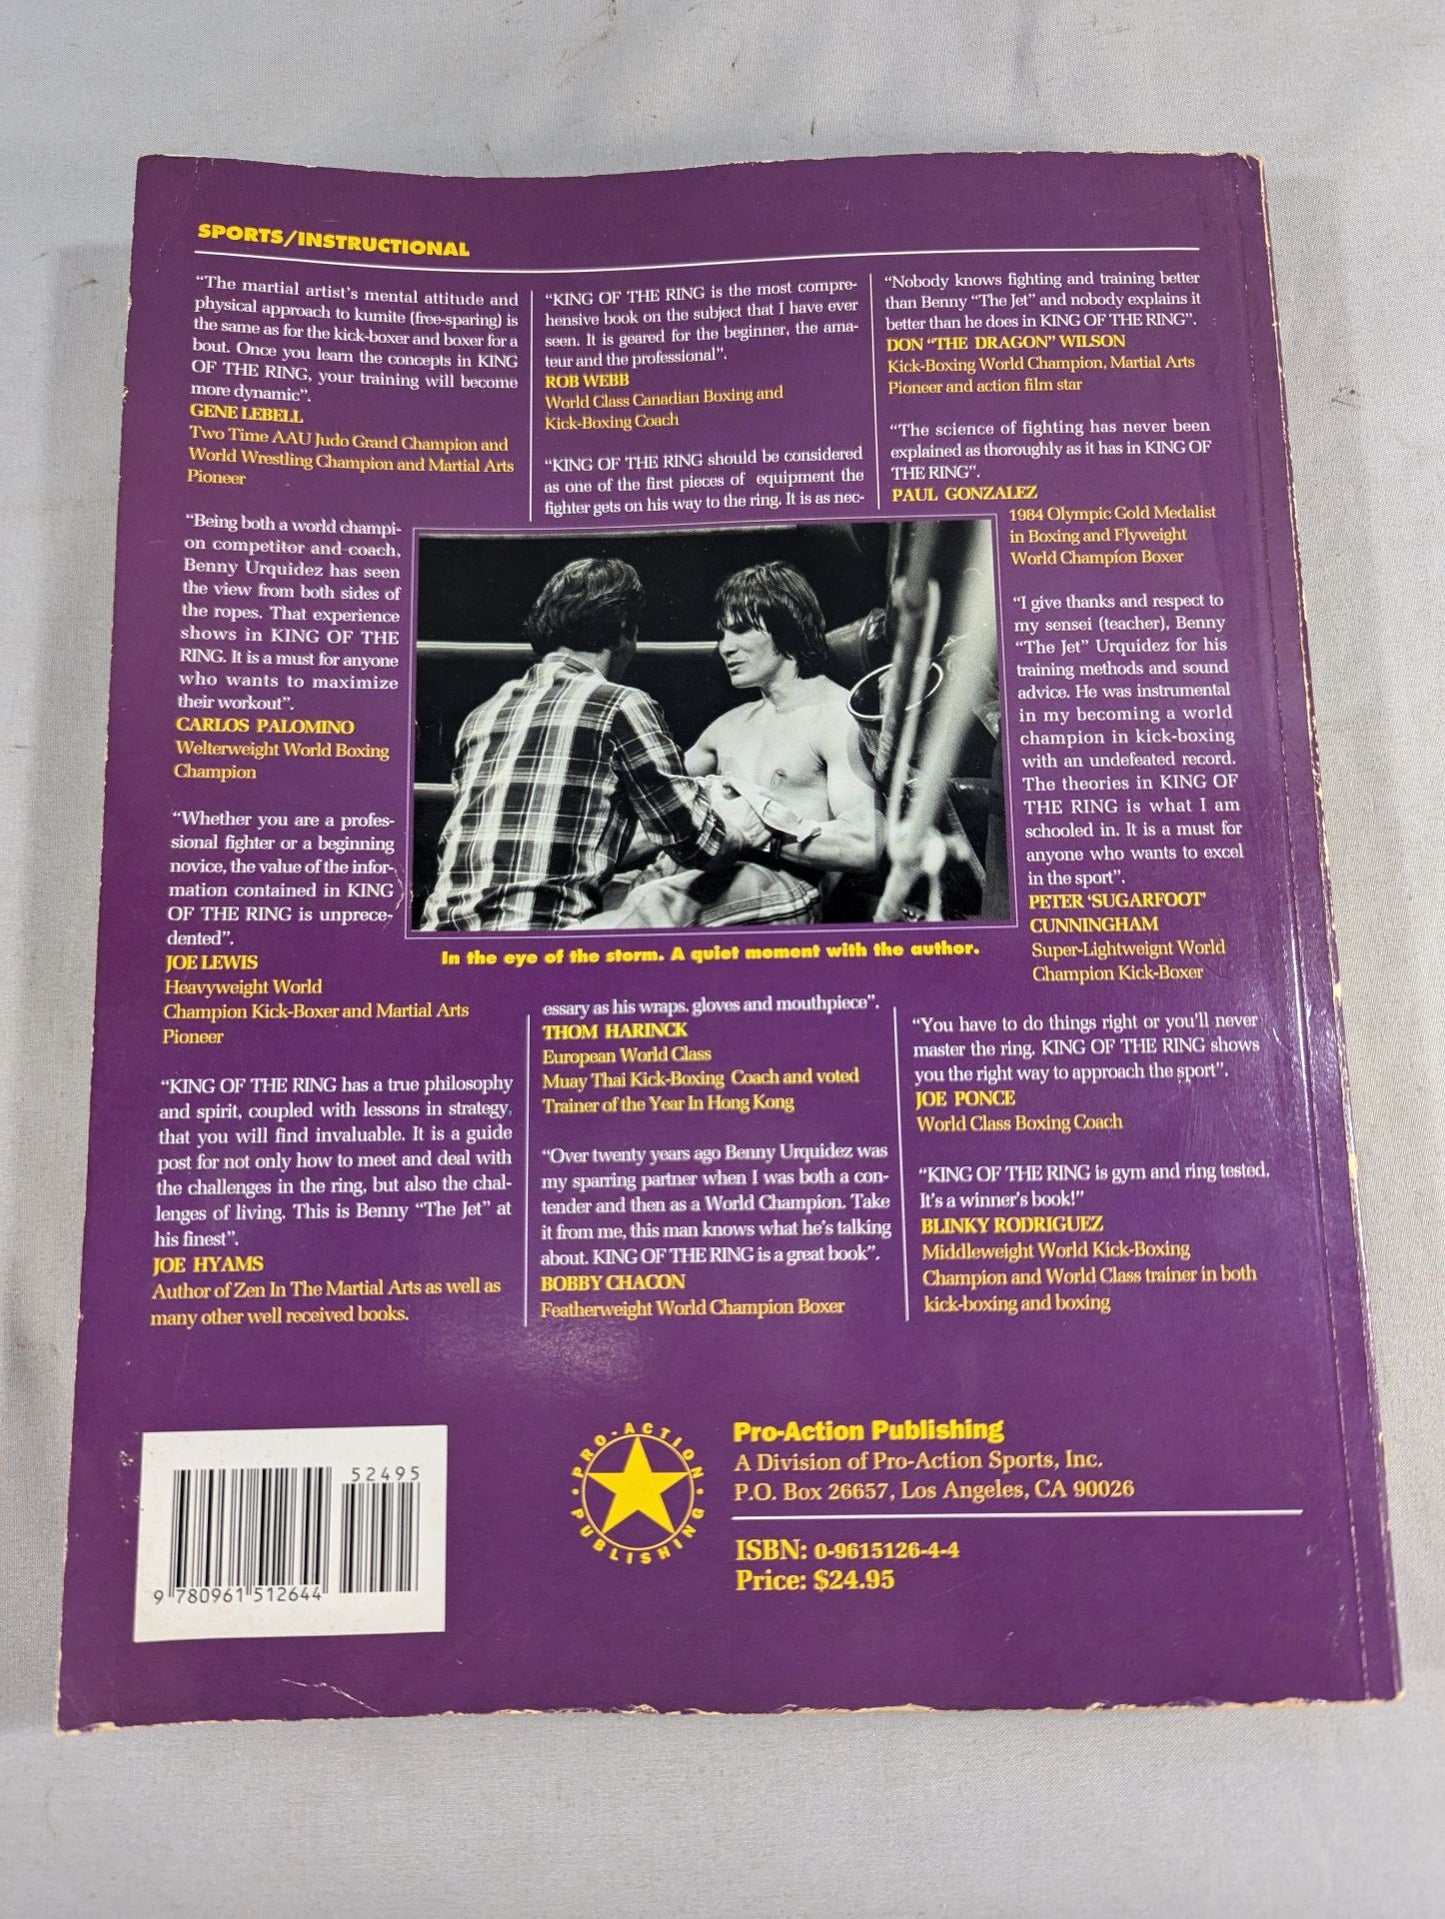 SPORTS/INSTRUCTIONAL
“The martial artist’s mental attitude and
physical approach to kumite (free-sparing) is
the same as for the kick-boxer and boxer for a
bout. Once you learn the concepts in KING
OF THE RING, your training will become
more dynamic”.
GENE LEBELL
Two Time AAU Judo Grand Champion and
World Wrestling Champion and Martial Arts
Pioneer
“Being both a world champi-
on competitor and coach,
Benny Urquidez has seen
the view from both sides of
the ropes. That experience
shows in KING OF THE
RING. It is a must for anyone
who wants to maximize
their workout”.
CARLOS PALOMINO
Welterweight World Boxing
Champion
“Whether you are a profes-
sional fighter or a beginning
novice, the value of the infor-
mation contained in KING
OF THE RING is unprece-
dented”.
JOE LEWIS
Heavyweight World
Champion Kick-Boxer and Martial Arts
Pioneer
“KING OF THE RING has a true philosophy
and spirit, coupled with lessons in strategy,
that you will find invaluable. It is a guide
post for not only how to meet and deal with
the challenges in the ring, but also the chal-
lenges of living. This is Benny “The Jet” at
his finest”.
JOE HYAMS
Author of Zen In The Martial Arts as well as
many other well received books.
“KING OF THE RING is the most compre-
hensive book on the subject that I have ever
seen. It is geared for the beginner, the ama-
teur and the professional”.
ROB WEBB
World Class Canadian Boxing and
Kick-Boxing Coach
“KING OF THE RING should be considered
as one of the first pieces of equipment the
fighter gets on his way to the ring. It is as nec-
In the eye of the storm. A quiet moment with the author.
essary as his wraps, gloves and mouthpiece”.
THOM HARINCK
European World Class
Muay Thai Kick-Boxing Coach and voted
Trainer of the Year In Hong Kong
“Over twenty years ago Benny Urquidez was
my sparring partner when I was both a con-
tender and then as a World Champion. Take
it from me, this man knows what he’s talking
about. KING OF THE RING is a great book”.
BOBBY CHACON
Featherweight World Champion Boxer
“Nobody knows fighting and training better
than Benny “The Jet” and nobody explains it
better than he does in KING OF THE RING”.
DON “THE DRAGON” WILSON
Kick-Boxing World Champion, Martial Arts
Pioneer and action film star
“The science of fighting has never been
explained as thoroughly as it has in KING OF
THE RING”.
PAUL GONZALEZ
1984 Olympic Gold Medalist
in Boxing and Flyweight
World Champion Boxer
“I give thanks and respect to
my sensei (teacher), Benny
“The Jet” Urquidez for his
training methods and sound
advice. He was instrumental
in my becoming a world
champion in kick-boxing
with an undefeated record.
The theories in KING OF
THE RING is what I am
schooled in. It is a must for
anyone who wants to excel
in the sport”.
PETER ‘SUGARFOOT’
CUNNINGHAM
Super-Lightweignt World
Champion Kick-Boxer
“You have to do things right or you’ll never
master the ring. KING OF THE RING shows
you the right way to approach the sport”.
JOE PONCE
World Class Boxing Coach
“KING OF THE RING is gym and ring tested.
It’s a winner’s book!”
BLINKY RODRIGUEZ
Middleweight World Kick-Boxing
Champion and World Class trainer in both
kick-boxing and boxing
52495
9 780961 512644
PRO-ACTION
PUBLISHING
Pro-Action Publishing
A Division of Pro-Action Sports, Inc.
P.O. Box 26657, Los Angeles, CA 90026
ISBN: 0-9615126-4-4
Price: $24.95